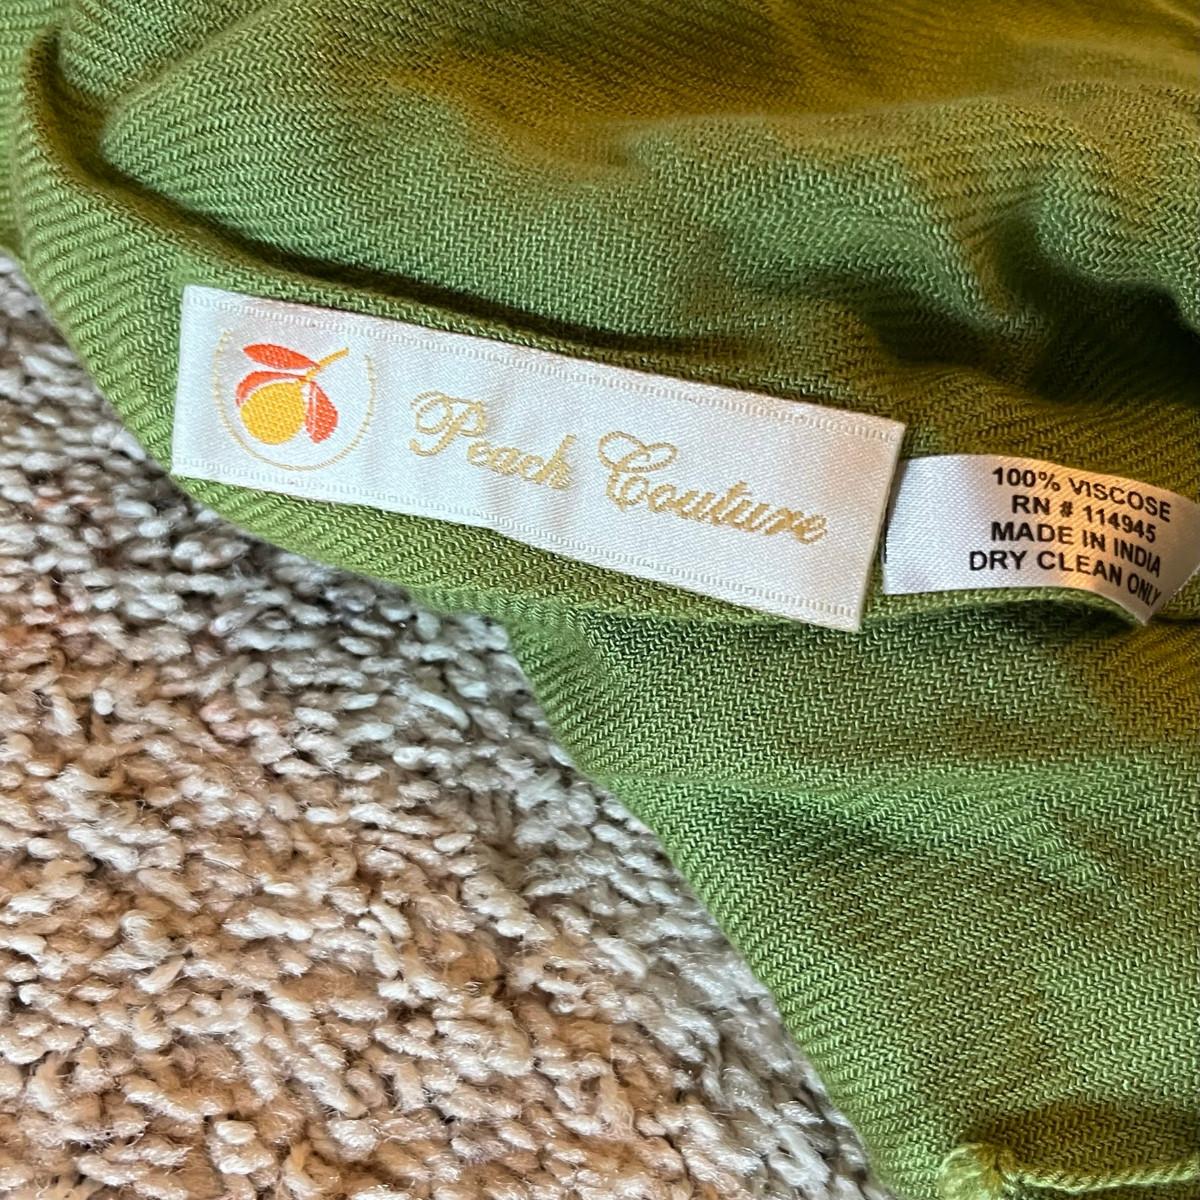 Peach Couture
100% VISCOSE
RN # 114945
MADE IN INDIA
DRY CLEAN ONLY